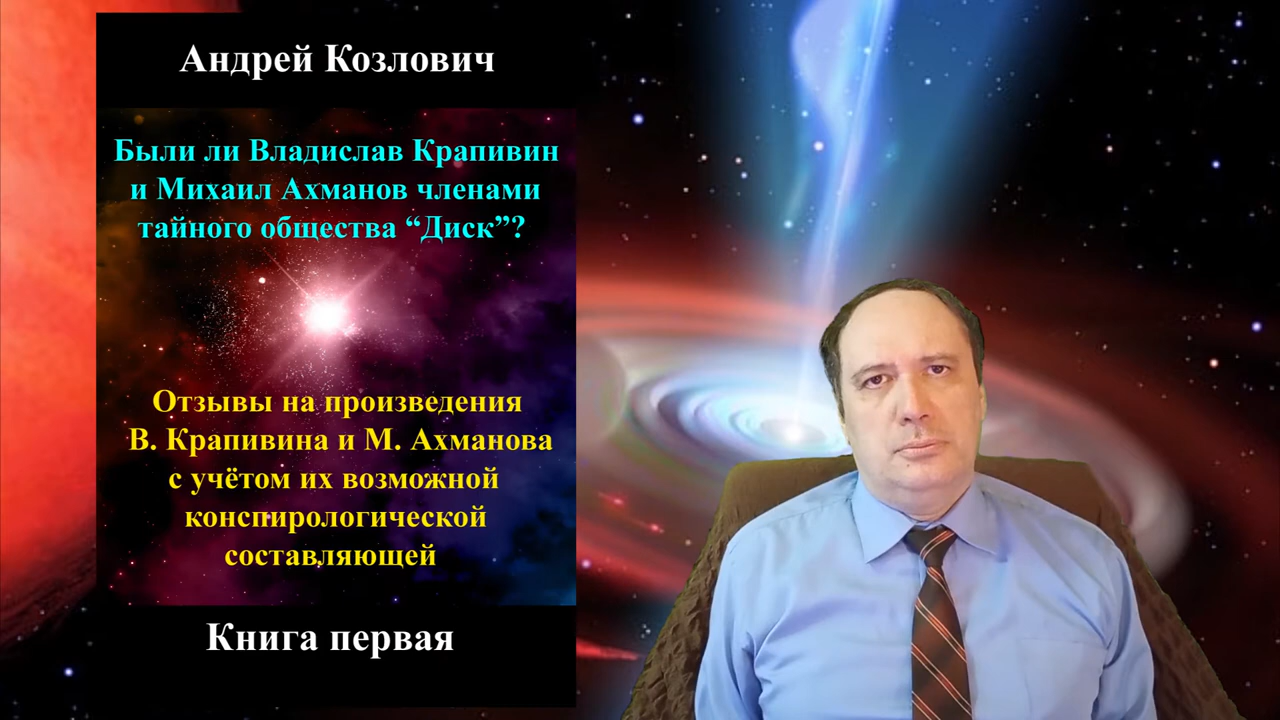 Андрей Козлович
Были ли Владислав Крапивин
и Михаил Ахманов членами
тайного общества “Диск”?
Отзывы на произведения
В. Крапивина и М. Ахманова
с учётом их возможной
конспирологической
составляющей
Книга первая